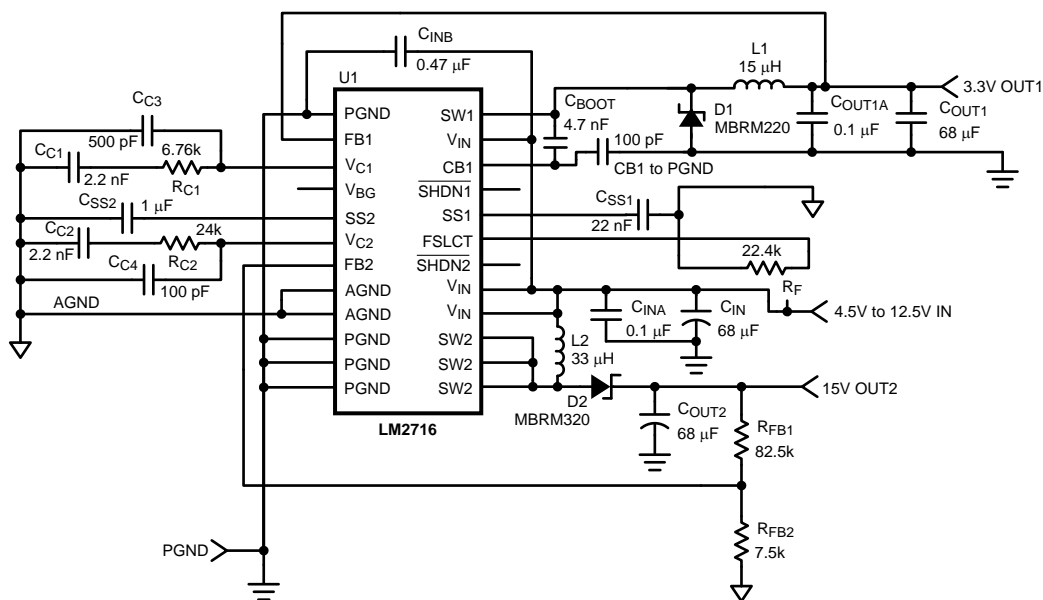 CINB
0.47 µF
U1
L1
15 µH
3.3V OUT1
CBOOT
4.7 nF
D1
MBRM220
COUT1A
0.1 µF
COUT1
68 µF
100 pF
CB1 to PGND
CC3
500 pF
CC1
2.2 nF
6.76k
RC1
CSS2
1 µF
CC2
2.2 nF
24k
RC2
CC4
100 pF
AGND
PGND
FB1
VC1
VBG
SS2
VC2
FB2
AGND
AGND
PGND
PGND
PGND
SW1
VIN
CB1
SHDN1
SS1
FSLCT
SHDN2
VIN
VIN
SW2
SW2
SW2
LM2716
CSS1
22 nF
22.4k
RF
4.5V to 12.5V IN
CINA
0.1 µF
CIN
68 µF
L2
33 µH
D2
MBRM320
15V OUT2
COUT2
68 µF
RFB1
82.5k
RFB2
7.5k
PGND